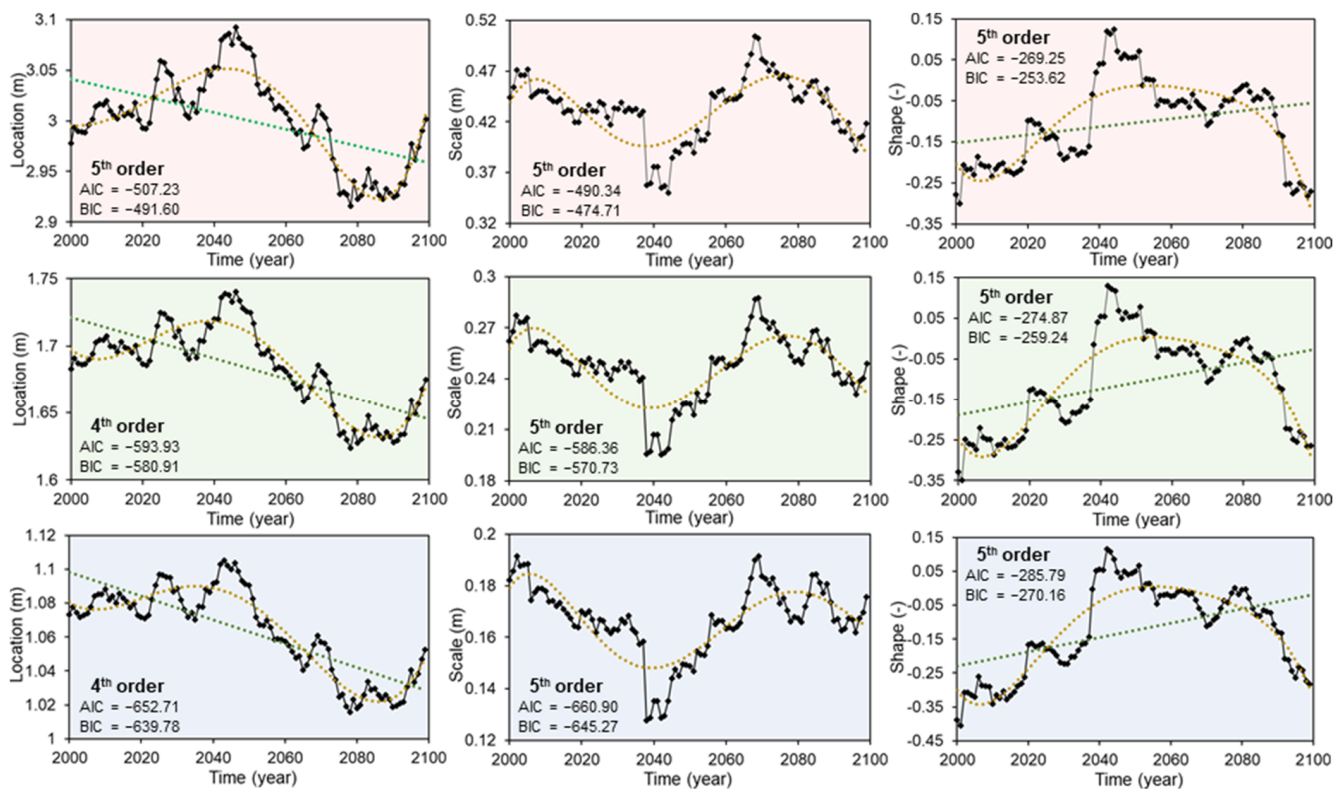 3.1
3.05
3
2.95
2.9
Location (m)
5th order
AIC = −507.23
BIC = −491.60
2000 2020 2040 2060 2080 2100
Time (year)
0.52
0.47
0.42
0.37
0.32
Scale (m)
5th order
AIC = −490.34
BIC = −474.71
2000 2020 2040 2060 2080 2100
Time (year)
0.15
0.05
-0.05
-0.15
-0.25
-0.35
Shape (-)
5th order
AIC = −269.25
BIC = −253.62
2000 2020 2040 2060 2080 2100
Time (year)
1.75
1.7
1.65
1.6
Location (m)
4th order
AIC = −593.93
BIC = −580.91
2000 2020 2040 2060 2080 2100
Time (year)
0.3
0.27
0.24
0.21
0.18
Scale (m)
5th order
AIC = −586.36
BIC = −570.73
2000 2020 2040 2060 2080 2100
Time (year)
0.15
0.05
-0.05
-0.15
-0.25
-0.35
Shape (-)
5th order
AIC = −274.87
BIC = −259.24
2000 2020 2040 2060 2080 2100
Time (year)
1.12
1.1
1.08
1.06
1.04
1.02
1
Location (m)
4th order
AIC = −652.71
BIC = −639.78
2000 2020 2040 2060 2080 2100
Time (year)
0.2
0.18
0.16
0.14
0.12
Scale (m)
5th order
AIC = −660.90
BIC = −645.27
2000 2020 2040 2060 2080 2100
Time (year)
0.15
0.05
-0.05
-0.15
-0.25
-0.35
-0.45
Shape (-)
5th order
AIC = −285.79
BIC = −270.16
2000 2020 2040 2060 2080 2100
Time (year)